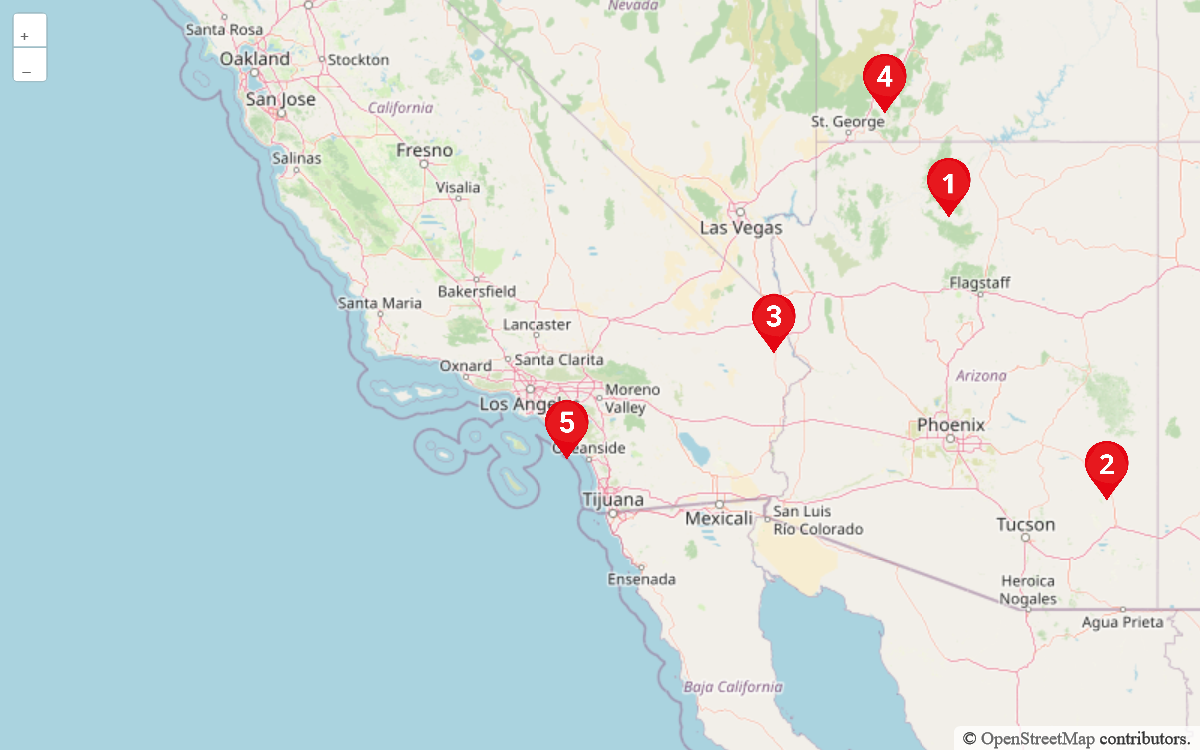 Nevada
+
Santa Rosa
Oakland
Stockton
4
San Jose
California
St. George
Fresno
Salinas
1
Visalia
Las Vegas
Flagstaff
Bakersfield
Santa Maria
3
Lancaster
Santa Clarita
Oxnard
Arizona
Moreno
Valley
Los Angel
5
Phoenix
Oceanside
2
Tijuana
Mexicali
San Luis
Río Colorado
Tucson
Ensenada
Heroica
Nogales
Agua Prieta
Baja California
© OpenStreetMap contributors.